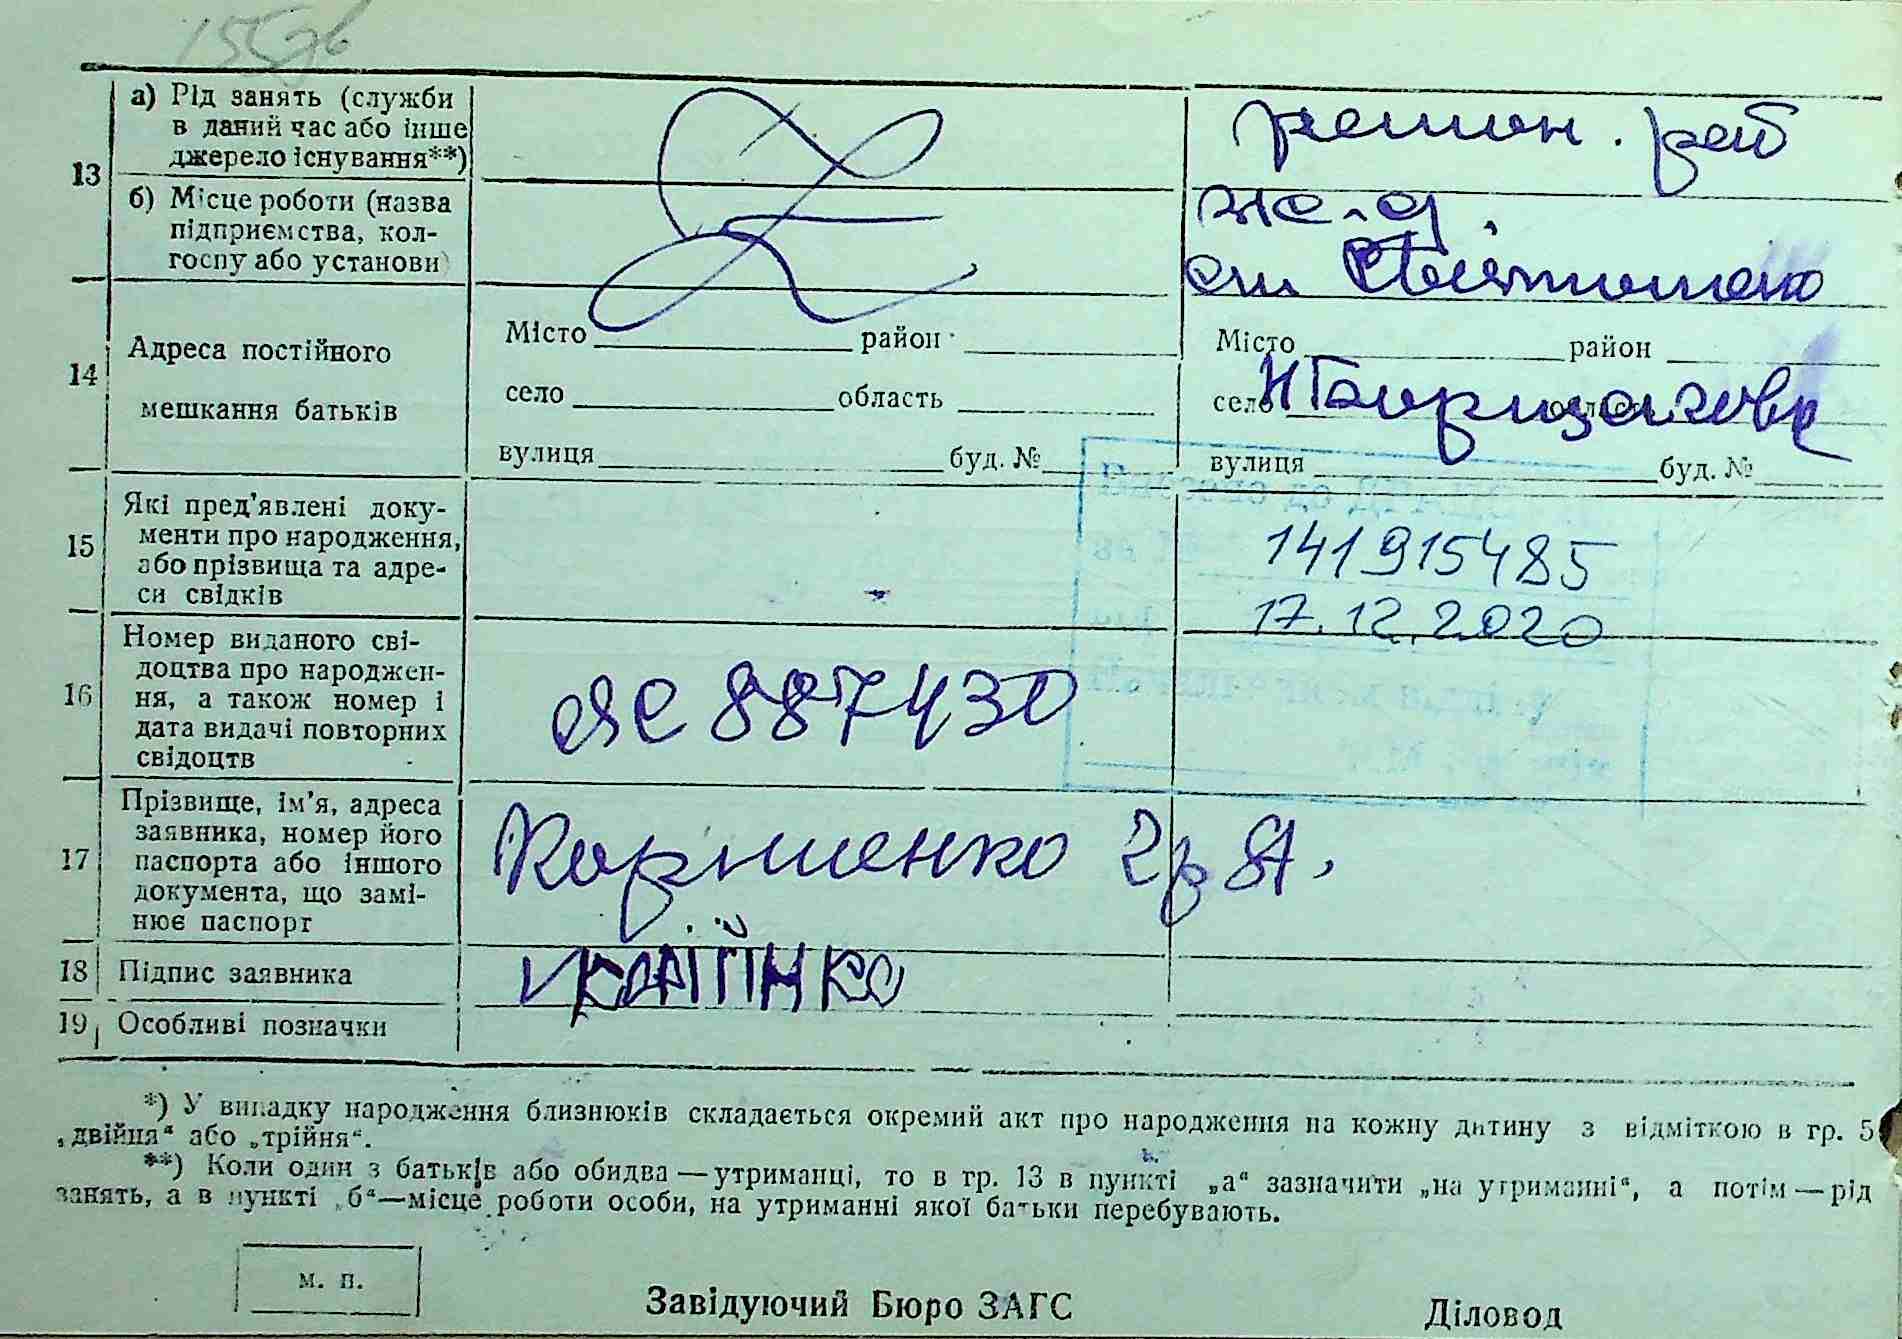 13
а) Рід занять (служби
в даний час або інше
джерело існування**)
ремон. раб
б) Місце роботи (назва
підприємства, кол-
госпу або установи)
ж-д.
ст. Святошино
14
Адреса постійного
мешкання батьків
Місто район
село область
вулиця буд. №
Місто район
село область
вулиця буд. №
15
Які пред'явлені доку-
менти про народження,
або прізвища та адре-
си свідків
141915485
17.12.2020
16
Номер виданого сві-
доцтва про народжен-
ня, а також номер і
дата видачі повторних
свідоцтв
887430
17
Прізвище, ім'я, адреса
заявника, номер його
паспорта або іншого
документа, що замі-
нює паспорт
18 Підпис заявника
19 Особливі позначки
*) У випадку народження близнюків складається окремий акт про народження на кожну дитину з відміткою в гр. 5
„двійня“ або „трійня“.
**) Коли один з батьків або обидва — утриманці, то в гр. 13 в пункті „а“ зазначити „на утриманні“, а потім — рід
занять, а в пункті „б“—місце роботи особи, на утриманні якої батьки перебувають.
м. п.
Завідуючий Бюро ЗАГС
Діловод